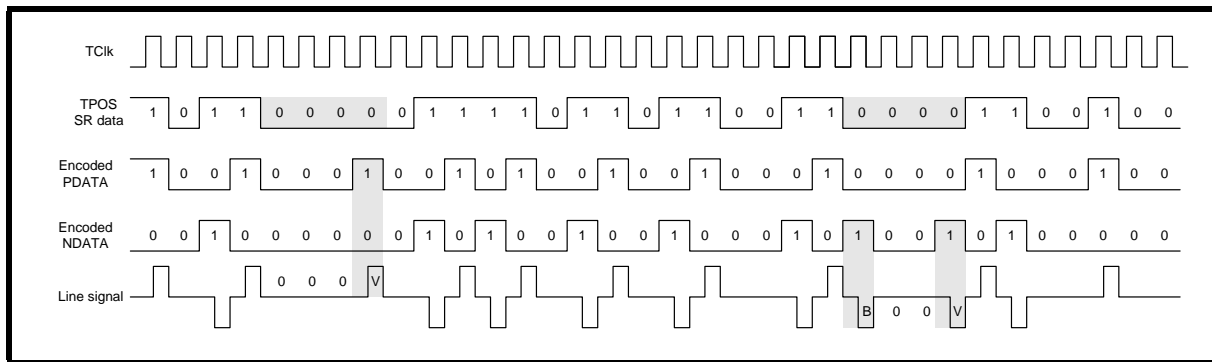 TClk
TPOS
SR data
1 0 1 1 0 0 0 0 0 1 1 1 1 0 1 1 0 1 1 0 0 1 1 0 0 0 0 1 1 0 0 1 0 0
Encoded
PDATA
1 0 0 1 0 0 0 1 0 0 1 0 1 0 0 1 0 0 1 0 0 0 1 0 0 0 0 1 0 0 0 1 0 0
Encoded
NDATA
0 0 1 0 0 0 0 0 0 1 0 1 0 0 1 0 0 1 0 0 0 1 0 1 0 0 1 0 1 0 0 0 0 0
Line signal
0 0 0 V
B 0 0 V